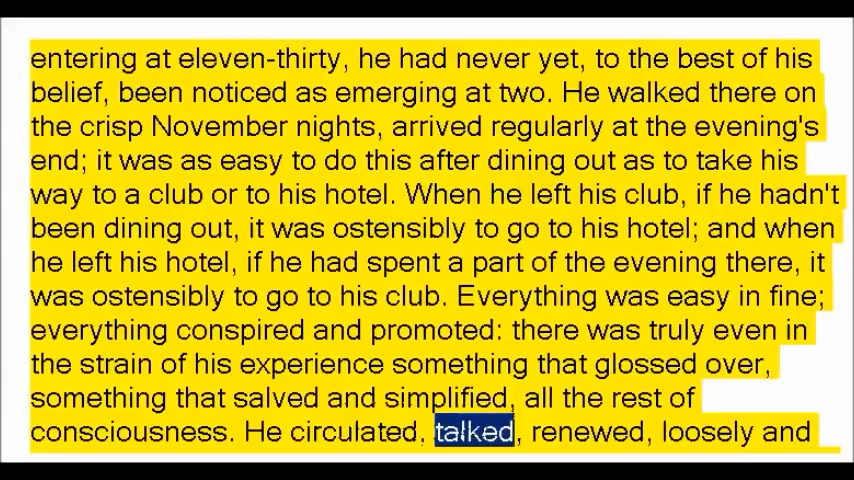 entering at eleven-thirty, he had never yet, to the best of his
belief, been noticed as emerging at two. He walked there on
the crisp November nights, arrived regularly at the evening's
end; it was as easy to do this after dining out as to take his
way to a club or to his hotel. When he left his club, if he hadn't
been dining out, it was ostensibly to go to his hotel; and when
he left his hotel, if he had spent a part of the evening there, it
was ostensibly to go to his club. Everything was easy in fine;
everything conspired and promoted: there was truly even in
the strain of his experience something that glossed over,
something that salved and simplified, all the rest of
consciousness. He circulated, talked, renewed, loosely and